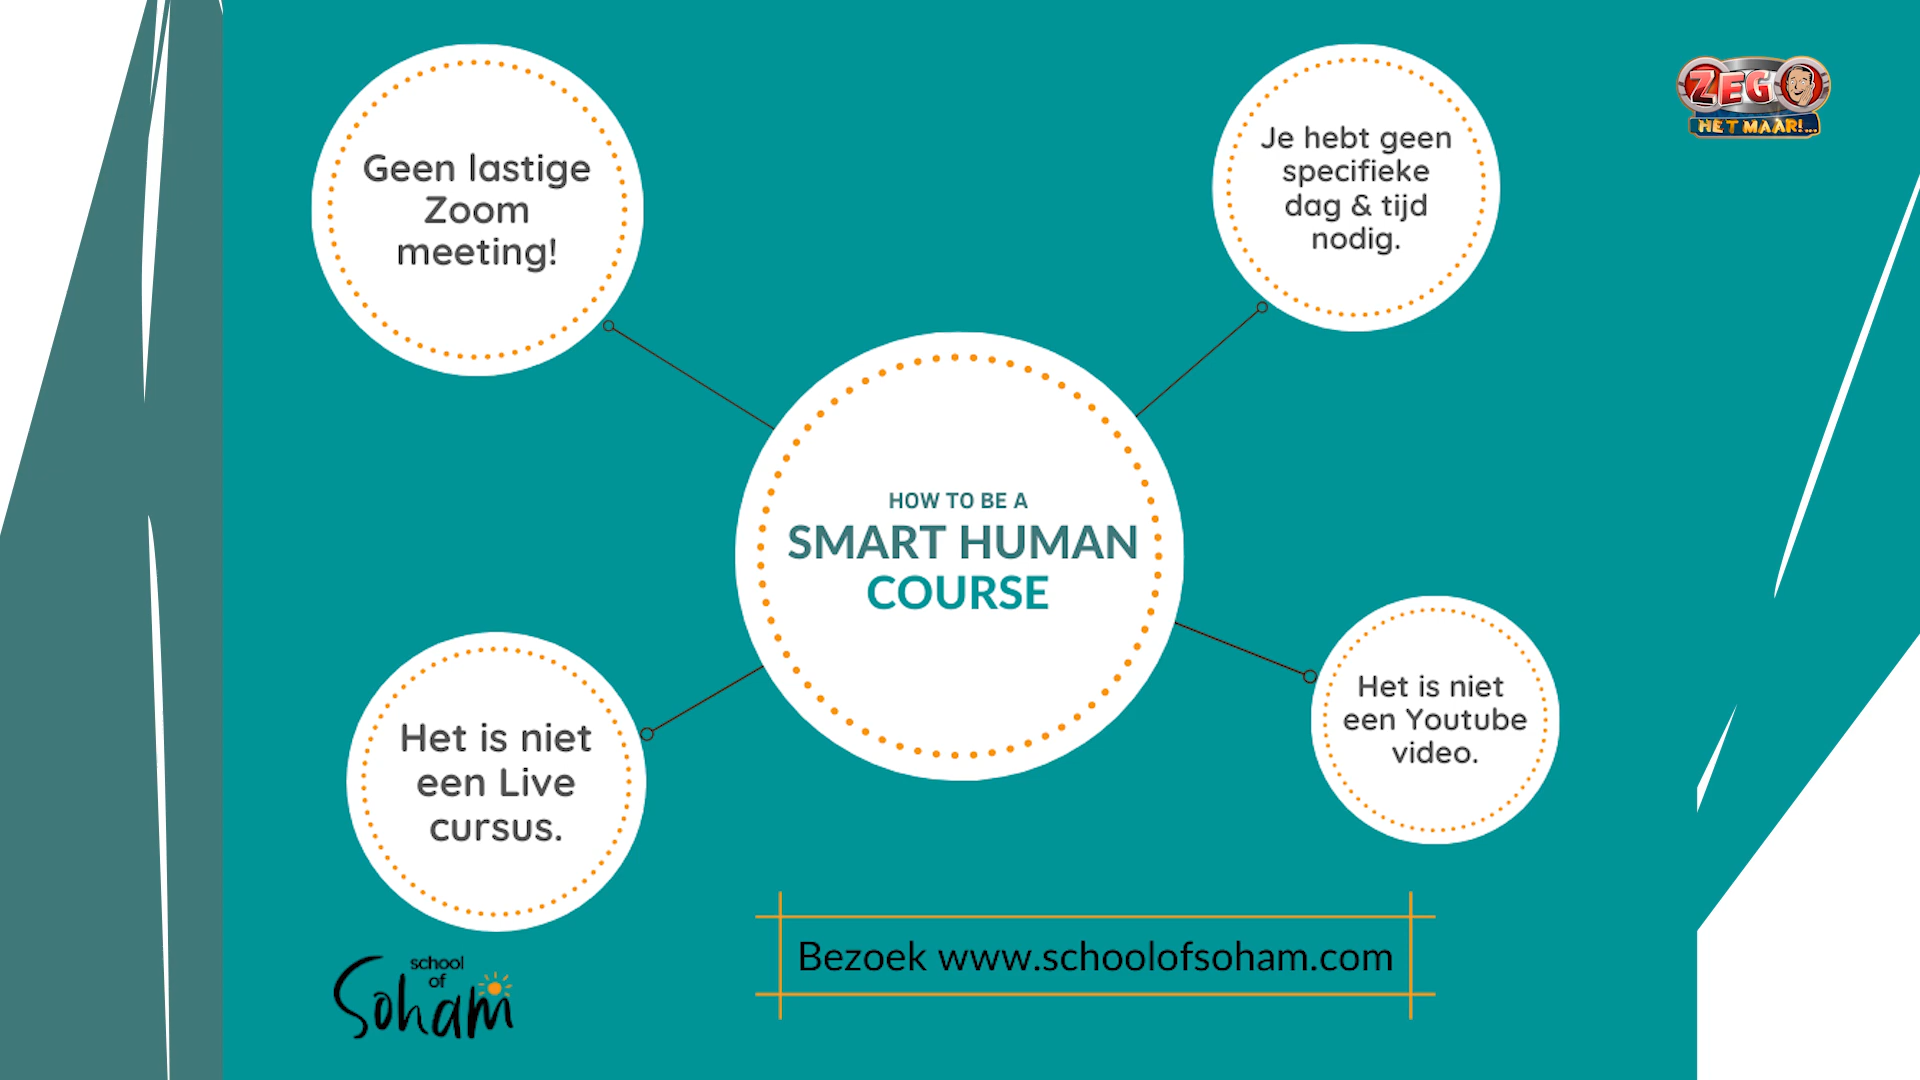 Geen lastige
Zoom
meeting!
Je hebt geen
specifieke
dag & tijd
nodig.
ZEG
HET MAAR!...
HOW TO BE A
SMART HUMAN
COURSE
Het is niet
een Live
cursus.
Het is niet
een Youtube
video.
Bezoek www.schoolofsoham.com
school
of
Soham